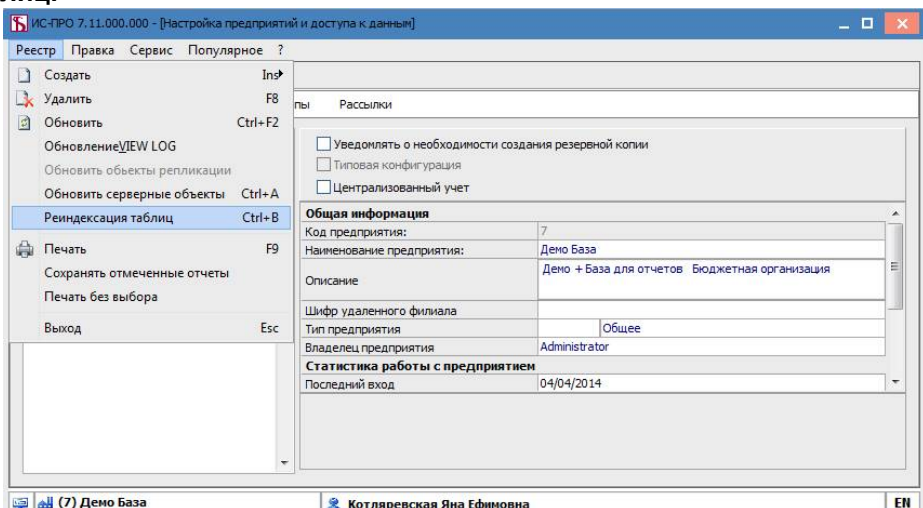 ИС-ПРО 7.11.000.000 - [Настройка предприятий и доступа к данным]
Реестр Правка Сервис Популярное ?
Создать Ins
Удалить F8
Обновить Ctrl+F2
ОбновлениеVIEW LOG
Обновить объекты репликации
Обновить серверные объекты Ctrl+A
Реиндексация таблиц Ctrl+B
Печать F9
Сохранять отмеченные отчеты
Печать без выбора
Выход Esc
пы Рассылки
Уведомлять о необходимости создания резервной копии
Типовая конфигурация
Централизованный учет
Общая информация
Код предприятия: 7
Наименование предприятия: Демо База
Описание Демо + База для отчетов Бюджетная организация
Шифр удаленного филиала
Тип предприятия Общее
Владелец предприятия Administrator
Статистика работы с предприятием
Последний вход 04/04/2014
(7) Демо База Котляревская Яна Ефимовна EN